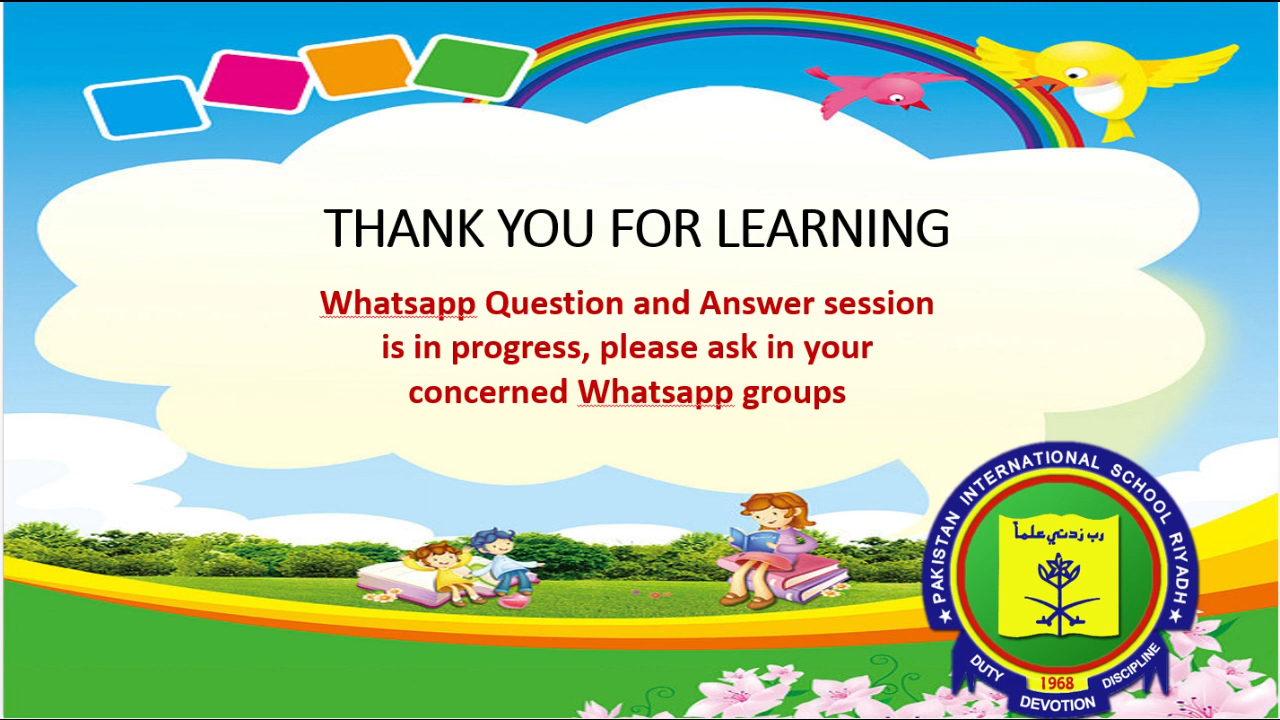 THANK YOU FOR LEARNING
Whatsapp Question and Answer session
is in progress, please ask in your
concerned Whatsapp groups
★ PAKISTAN INTERNATIONAL SCHOOL RIYADH ★
رب زدني علماً
DUTY
1968
DISCIPLINE
DEVOTION